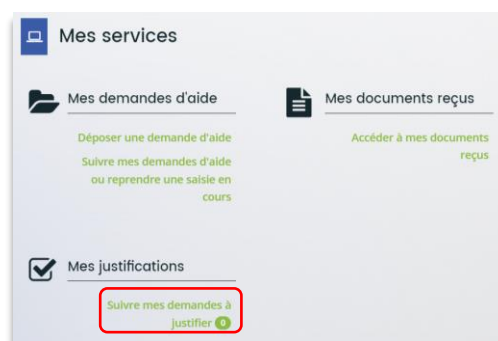 Mes services
Mes demandes d'aide
Déposer une demande d'aide
Suivre mes demandes d'aide
ou reprendre une saisie en
cours
Mes documents reçus
Accéder à mes documents
reçus
Mes justifications
Suivre mes demandes à
justifier 0